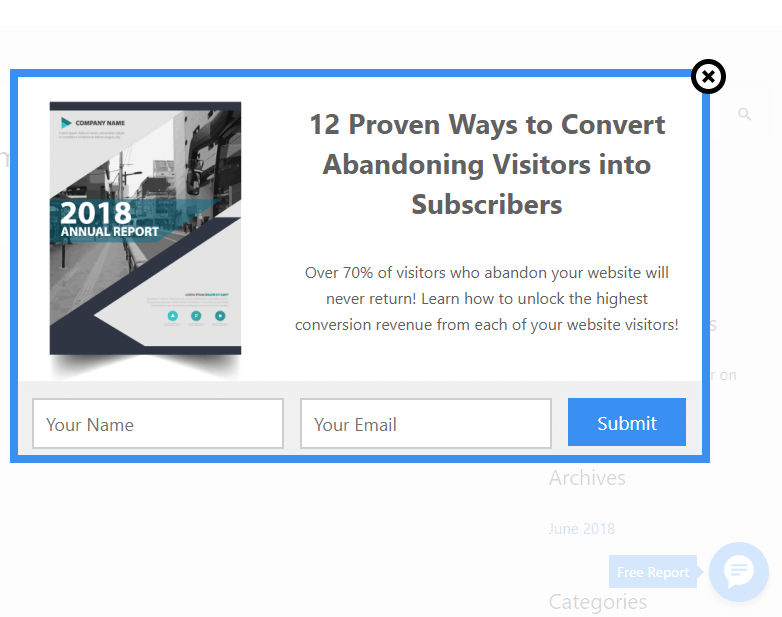 12 Proven Ways to Convert
Abandoning Visitors into
Subscribers
Over 70% of visitors who abandon your website will
never return! Learn how to unlock the highest
conversion revenue from each of your website visitors!
COMPANY NAME
2018
ANNUAL REPORT
Your Name
Your Email
Submit
m
s
r on
Archives
June 2018
Free Report
Categories